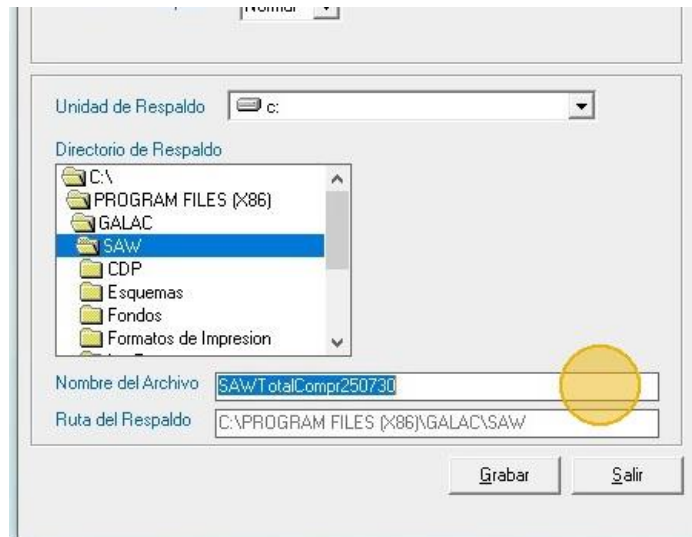 Normal
Unidad de Respaldo
c:
Directorio de Respaldo
C:\
PROGRAM FILES (X86)
GALAC
SAW
CDP
Esquemas
Fondos
Formatos de Impresion
Nombre del Archivo SAWTotalCompr250730
Ruta del Respaldo C:\PROGRAM FILES (X86)\GALAC\SAW
Grabar Salir